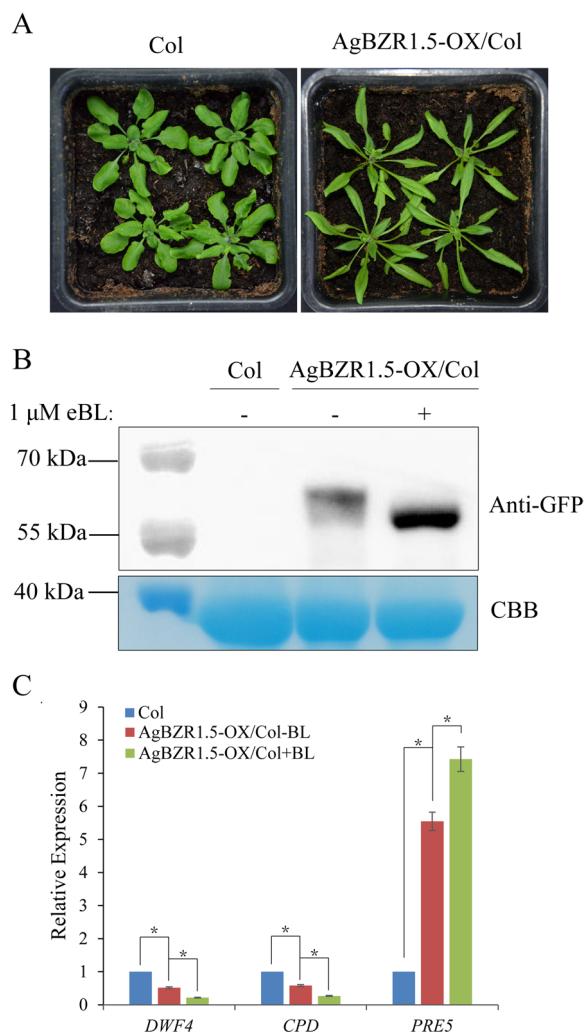 A
Col AgBZR1.5-OX/Col
B
Col AgBZR1.5-OX/Col
1 μM eBL: - - +
70 kDa
55 kDa
Anti-GFP
40 kDa
CBB
C
Col
AgBZR1.5-OX/Col-BL
AgBZR1.5-OX/Col+BL
Relative Expression
9
8
7
6
5
4
3
2
1
0
* * * * * *
DWF4 CPD PRE5